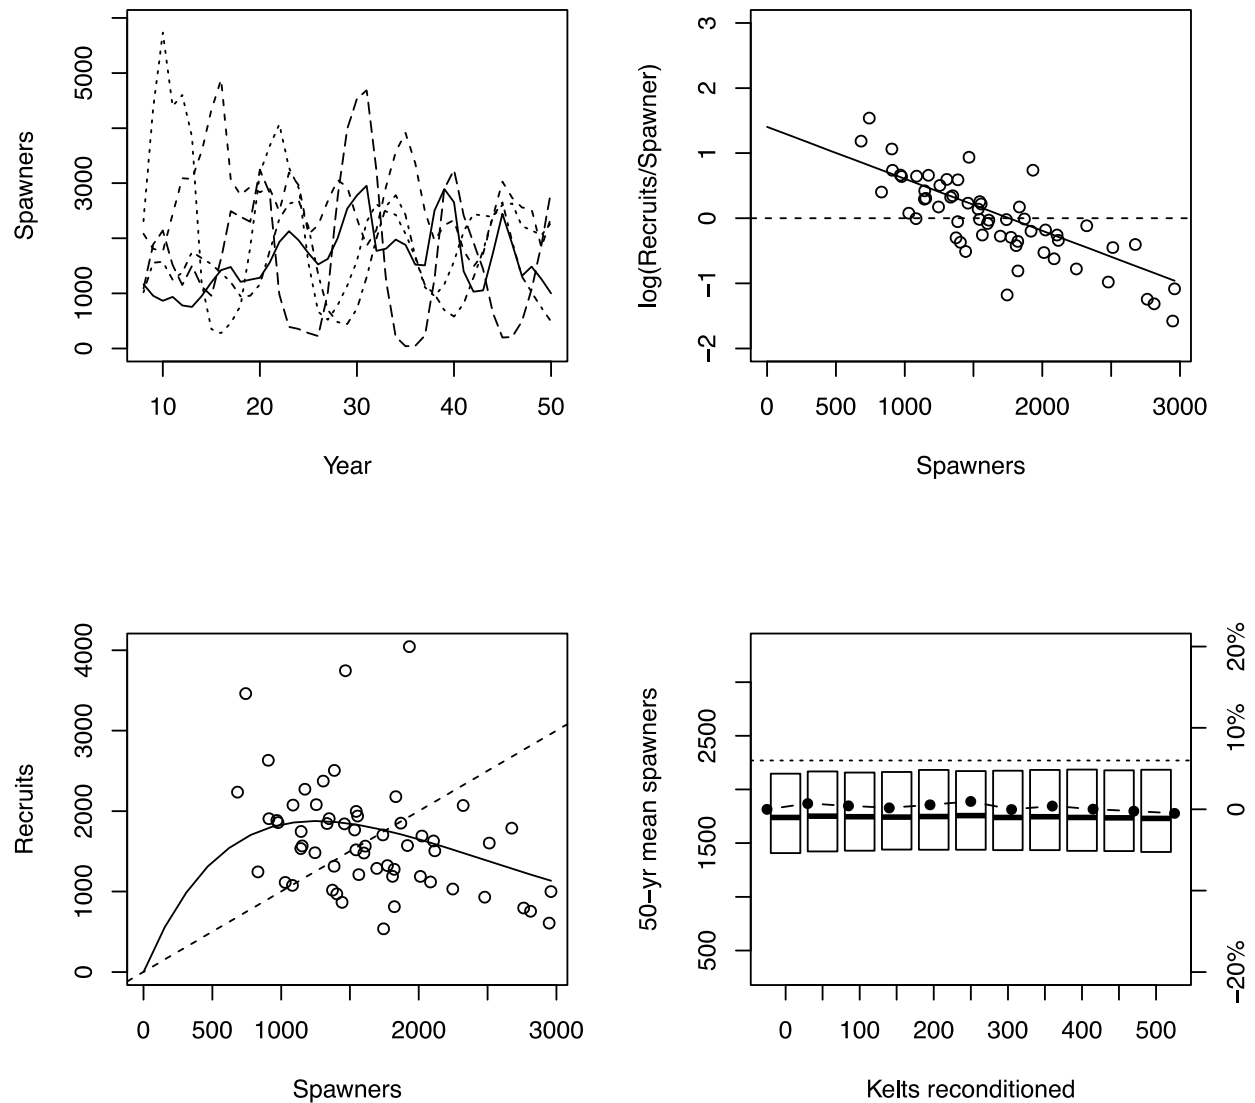 Spawners
0
1000
3000
5000
10 20 30 40 50
Year
log(Recruits/Spawner)
−2
−1
0
1
2
3
0 500 1000 2000 3000
Spawners
Recruits
0
1000
2000
3000
4000
0 500 1000 2000 3000
Spawners
50−yr mean spawners
500
1500
2500
−20%
0
10%
20%
0 100 200 300 400 500
Kelts reconditioned